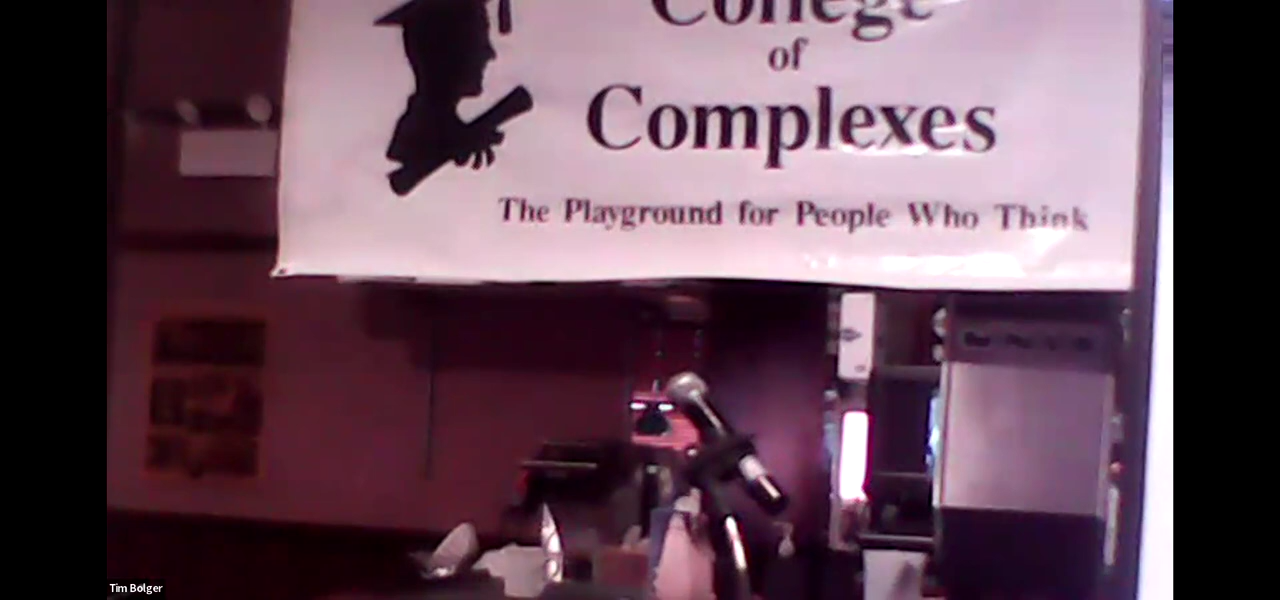 College
of
Complexes
The Playground for People Who Think
Tim Bolger